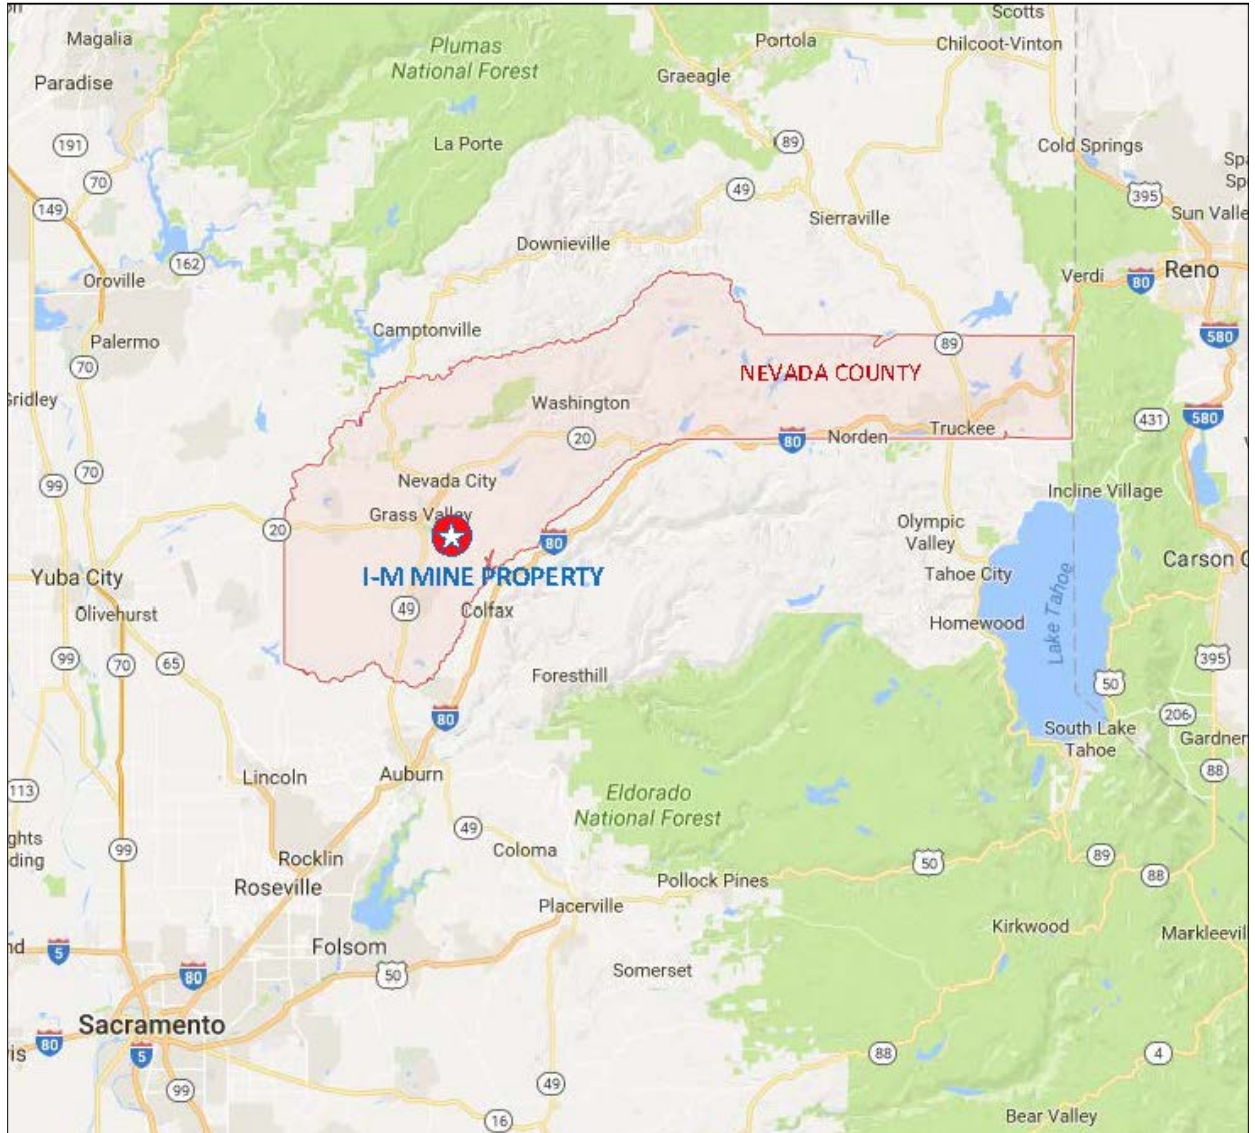 Scotts
Magalia
Portola
Chilcoot-Vinton
Plumas
National Forest
Paradise
Graeagle
191
La Porte
89
Cold Springs
70
49
395
149
Sierraville
Sun Valle
Downieville
162
Oroville
Verdi
80
Reno
Camptonville
Palermo
89
580
70
NEVADA COUNTY
Gridley
Washington
431
580
20
80
Norden
Truckee
70
99
Nevada City
Incline Village
Grass Valley
20
80
Olympic
Valley
Carson C
Yuba City
I-M MINE PROPERTY
Tahoe City
Olivehurst
49
Colfax
Homewood
Lake Tahoe
99
70
65
395
Foresthill
50
80
206
South Lake
Tahoe
Gardner
Lincoln
Auburn
88
113
Eldorado
National Forest
49
ghts
ding
99
Coloma
Rocklin
50
89
88
Roseville
Pollock Pines
Placerville
Kirkwood
Markleevil
nd
5
Folsom
80
50
Somerset
Sacramento
80
5
is
88
4
99
49
16
Bear Valley